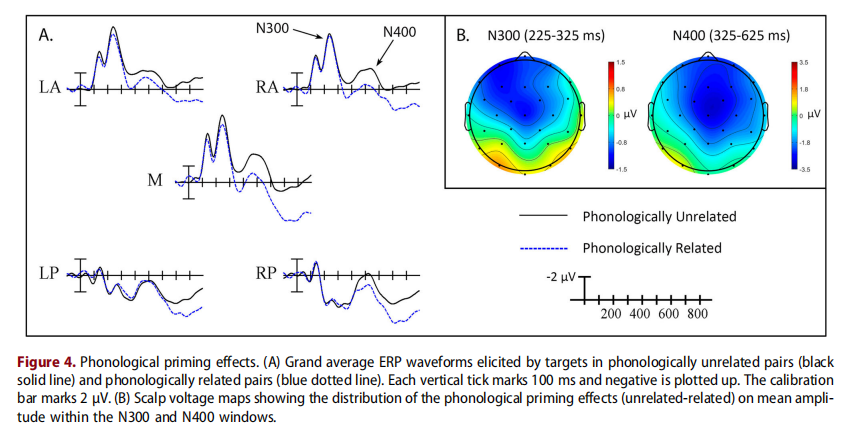 A.
N300
N400
LA
RA
M
LP
RP
B.
N300 (225-325 ms)
N400 (325-625 ms)
1.5
0.8
0 µV
-0.8
-1.5
3.5
1.8
0 µV
-1.8
-3.5
Phonologically Unrelated
Phonologically Related
-2 µV
200 400 600 800
Figure 4. Phonological priming effects. (A) Grand average ERP waveforms elicited by targets in phonologically unrelated pairs (black
solid line) and phonologically related pairs (blue dotted line). Each vertical tick marks 100 ms and negative is plotted up. The calibration
bar marks 2 µV. (B) Scalp voltage maps showing the distribution of the phonological priming effects (unrelated-related) on mean ampli-
tude within the N300 and N400 windows.